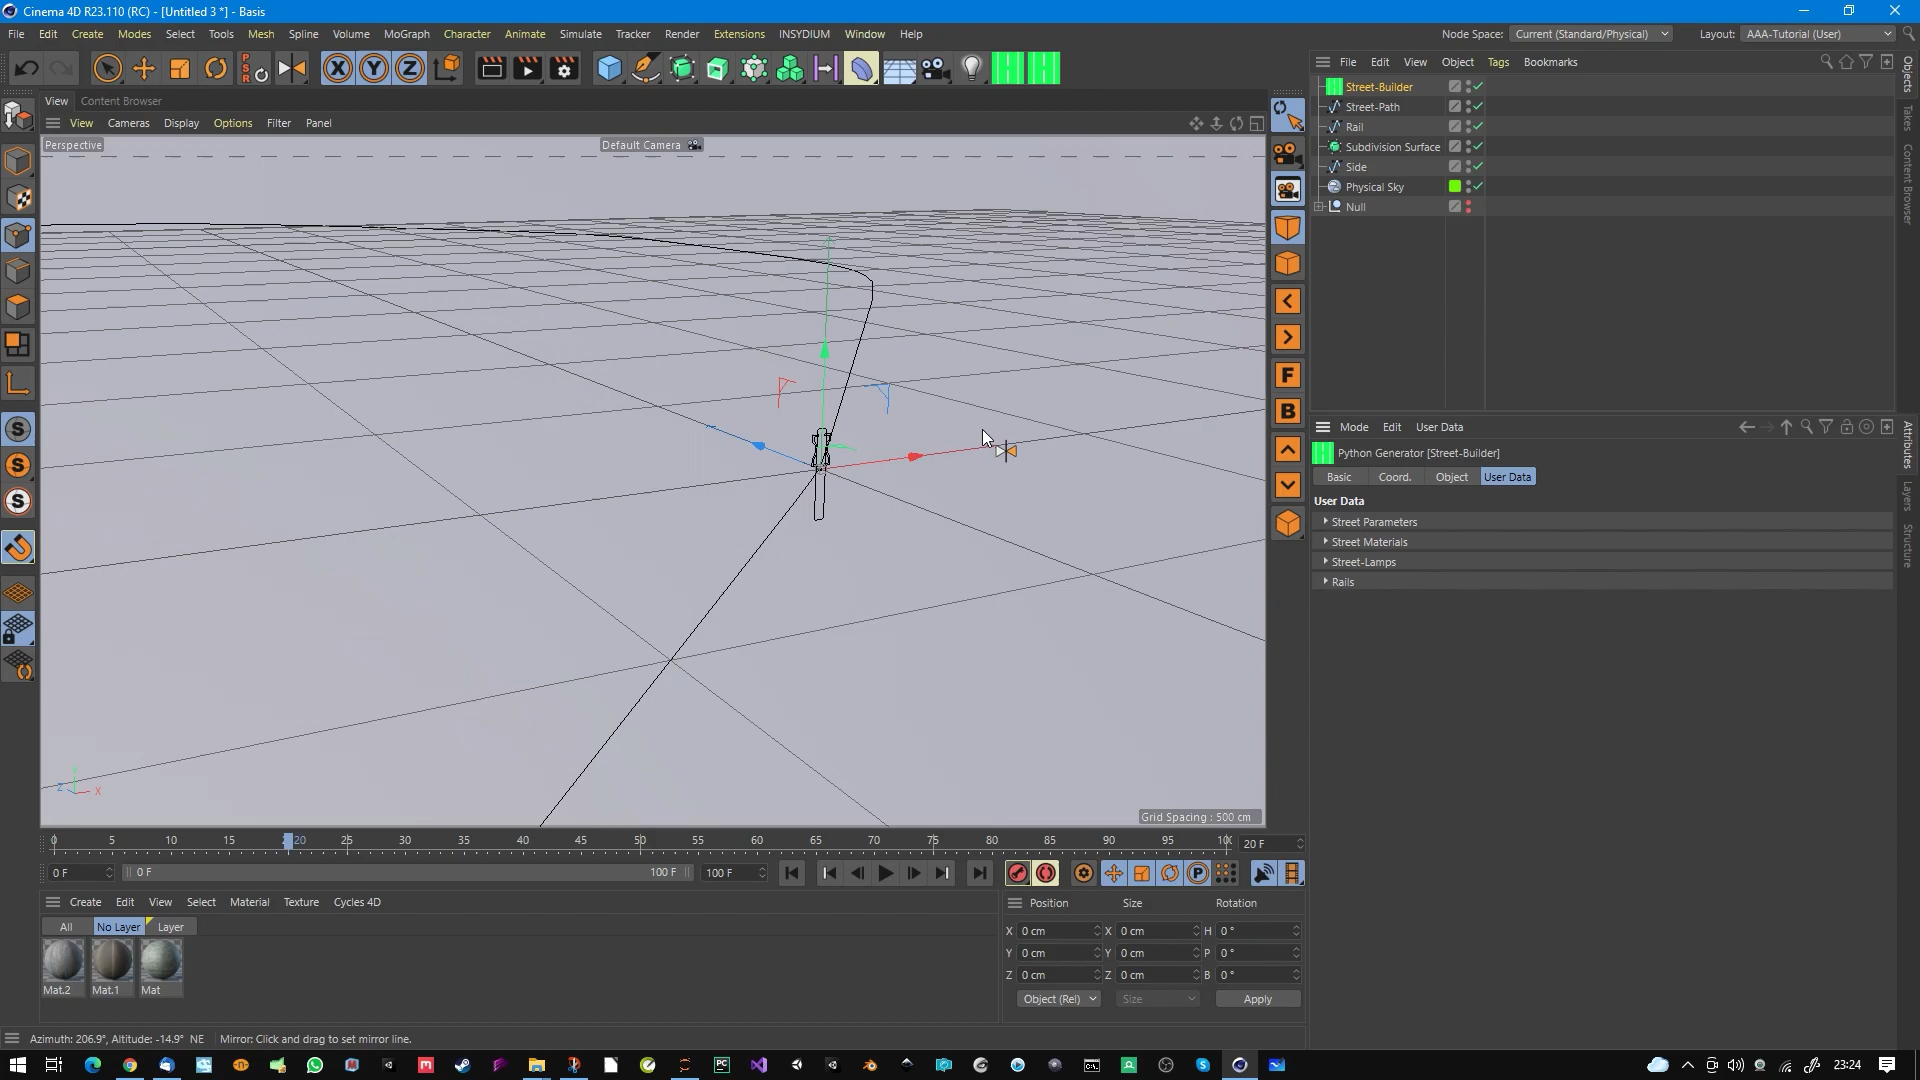 Cinema 4D R23.110 (RC) - [Untitled 3 *] - Basis
File Edit Create Modes Select Tools Mesh Spline Volume MoGraph Character Animate Simulate Tracker Render Extensions INSYDIUM Window Help
Node Space: Current (Standard/Physical) Layout: AAA-Tutorial (User)
P S R X Y Z
File Edit View Object Tags Bookmarks
View Content Browser
View Cameras Display Options Filter Panel
Perspective
Default Camera
Street-Builder
Street-Path
Rail
Subdivision Surface
Side
Physical Sky
Null
Objects
Takes
Content Browser
S
S
S
F
B
Y
Z X
Grid Spacing : 500 cm
Mode Edit User Data
Python Generator [Street-Builder]
Basic Coord. Object User Data
User Data
Street Parameters
Street Materials
Street-Lamps
Rails
Attributes
Layers
Structure
0 5 10 15 20 25 30 35 40 45 50 55 60 65 70 75 80 85 90 95 20 F
0 F 0 F 100 F 100 F P
Create Edit View Select Material Texture Cycles 4D
All No Layer Layer
Mat.2 Mat.1 Mat
Position Size Rotation
X 0 cm X 0 cm H 0 °
Y 0 cm Y 0 cm P 0 °
Z 0 cm Z 0 cm B 0 °
Object (Rel) Size Apply
Azimuth: 206.9°, Altitude: -14.9° NE Mirror: Click and drag to set mirror line.
23:24